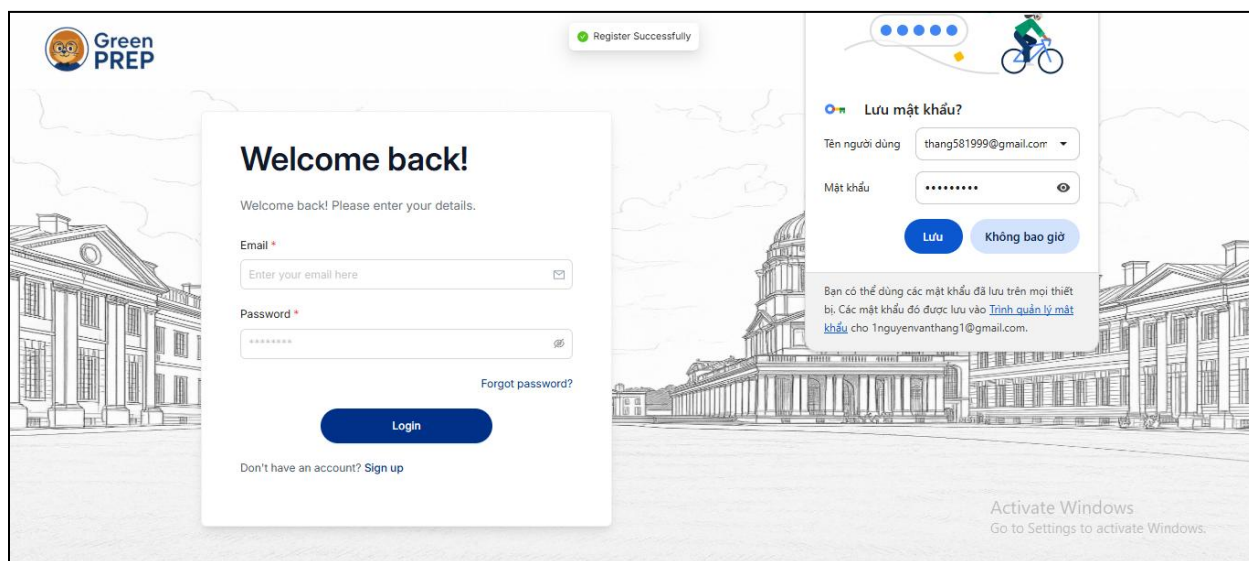 Green
PREP
Register Successfully
Welcome back!
Welcome back! Please enter your details.
Email *
Enter your email here
Password *
********
Forgot password?
Login
Don't have an account? Sign up
Lưu mật khẩu?
Tên người dùng thang581999@gmail.com
Mật khẩu •••••••••
Lưu Không bao giờ
Bạn có thể dùng các mật khẩu đã lưu trên mọi thiết
bị. Các mật khẩu đó được lưu vào Trình quản lý mật
khẩu cho 1nguyenvanthang1@gmail.com.
Activate Windows
Go to Settings to activate Windows.